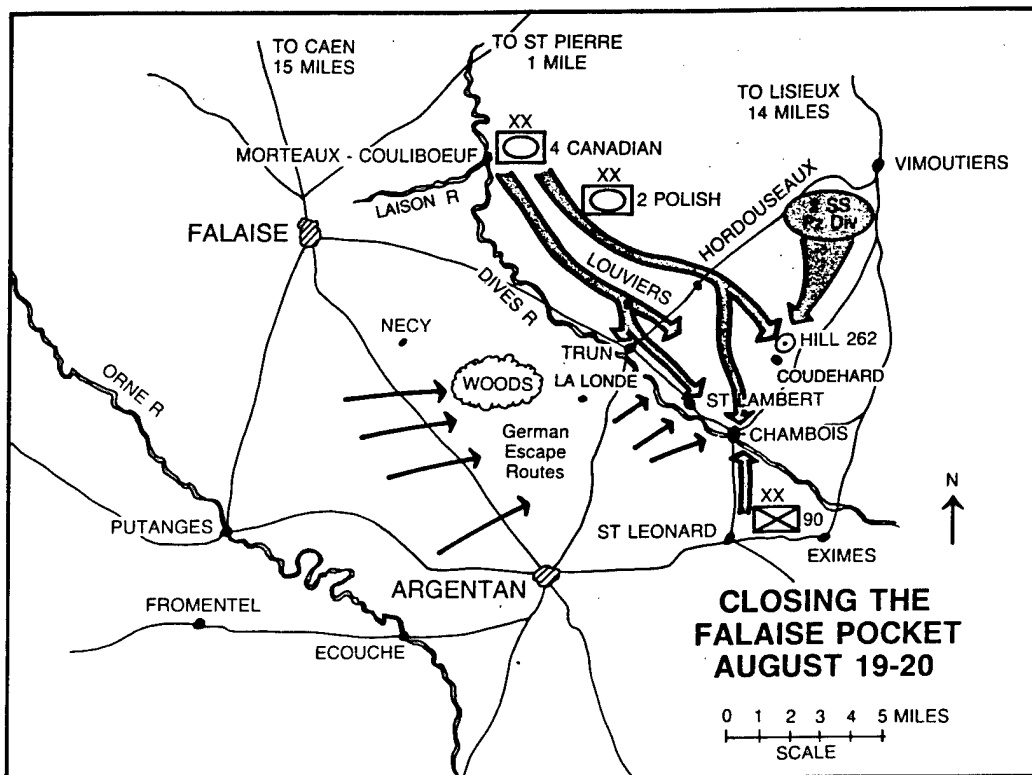 TO CAEN
15 MILES
TO ST PIERRE
1 MILE
TO LISIEUX
14 MILES
XX
4 CANADIAN
MORTEAUX - COULIBOEUF
VIMOUTIERS
XX
2 POLISH
LAISON R
FALAISE
HORDOUSEAUX
SS
Pz Div
LOUVIERS
DIVES R
NECY
HILL 262
TRUN
COUDEHARD
ORNE R
WOODS
LA LONDE
ST LAMBERT
CHAMBOIS
German
Escape
Routes
N
XX
90
PUTANGES
ST LEONARD
EXIMES
ARGENTAN
FROMENTEL
ECOUCHE
CLOSING THE
FALAISE POCKET
AUGUST 19-20
0 1 2 3 4 5 MILES
SCALE